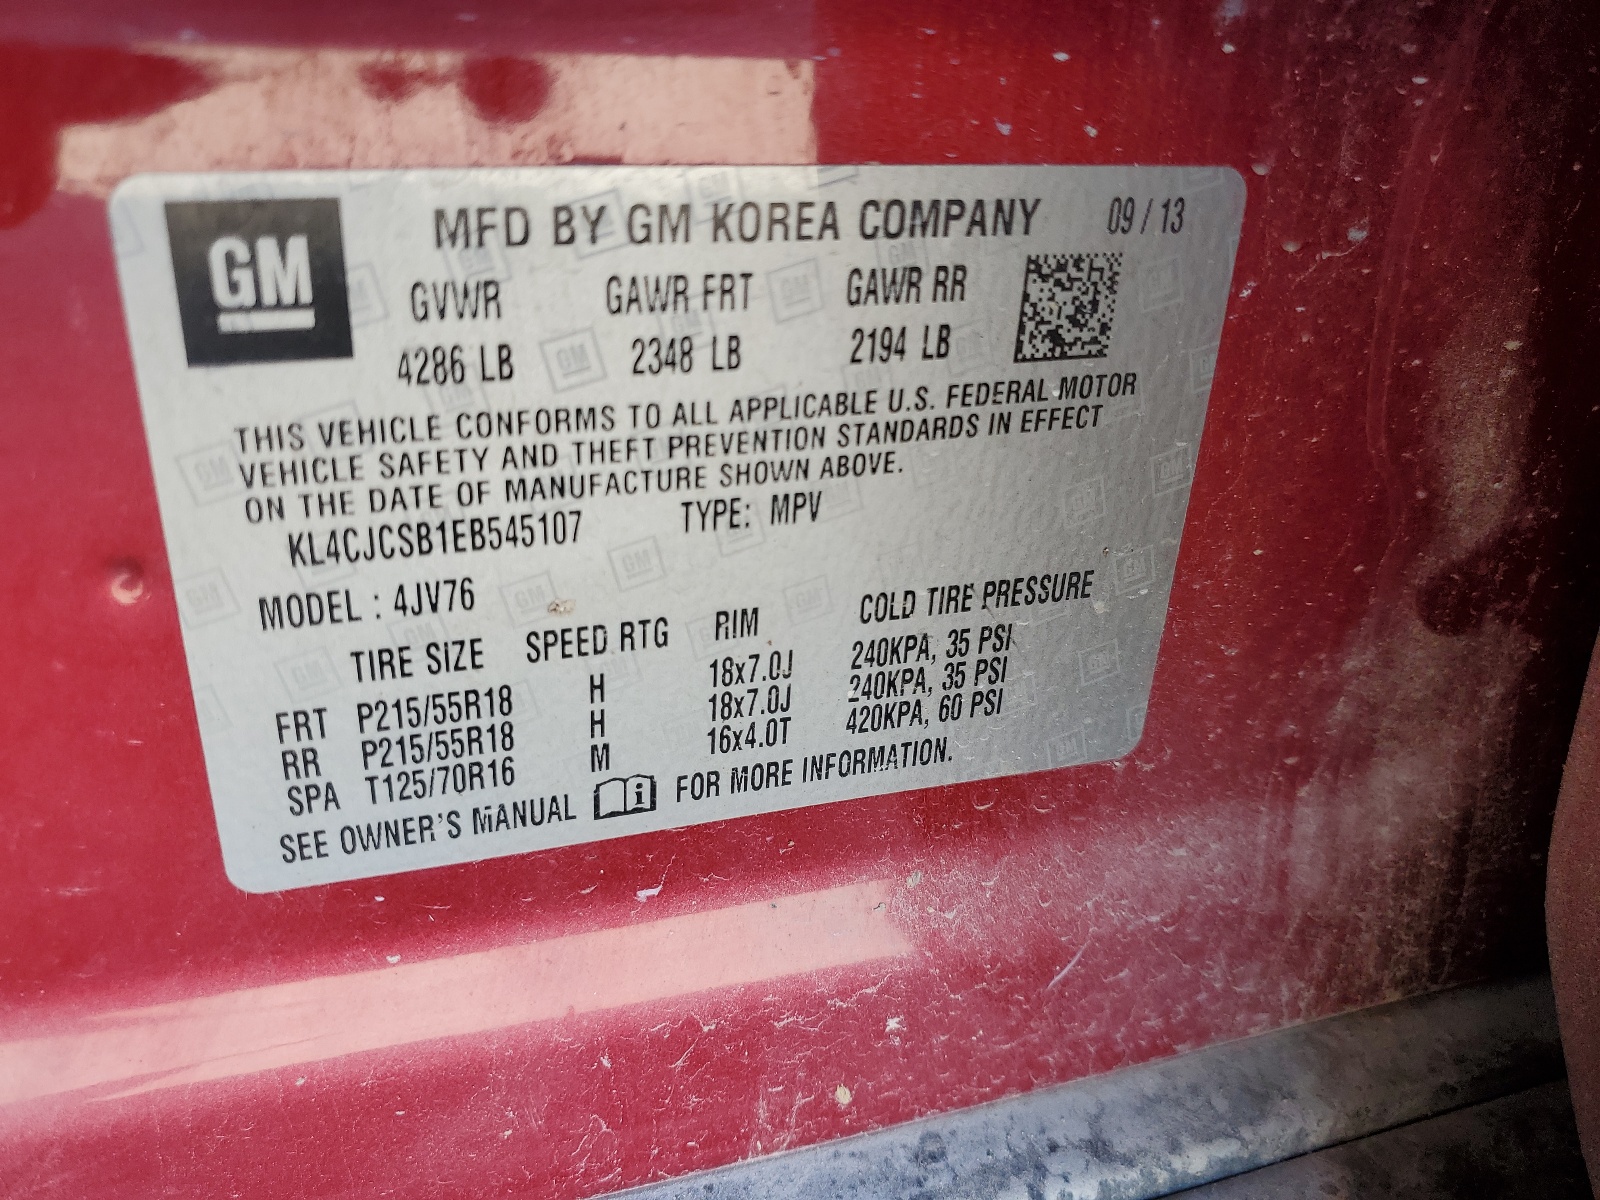 GM
MFD BY GM KOREA COMPANY 09 / 13
GVWR GAWR FRT GAWR RR
4286 LB 2348 LB 2194 LB
THIS VEHICLE CONFORMS TO ALL APPLICABLE U.S. FEDERAL MOTOR
VEHICLE SAFETY AND THEFT PREVENTION STANDARDS IN EFFECT
ON THE DATE OF MANUFACTURE SHOWN ABOVE.
KL4CJCSB1EB545107 TYPE: MPV
MODEL : 4JV76
TIRE SIZE SPEED RTG RIM COLD TIRE PRESSURE
FRT P215/55R18 H 18x7.0J 240KPA, 35 PSI
RR P215/55R18 H 18x7.0J 240KPA, 35 PSI
SPA T125/70R16 M 16x4.0T 420KPA, 60 PSI
SEE OWNER'S MANUAL i FOR MORE INFORMATION.